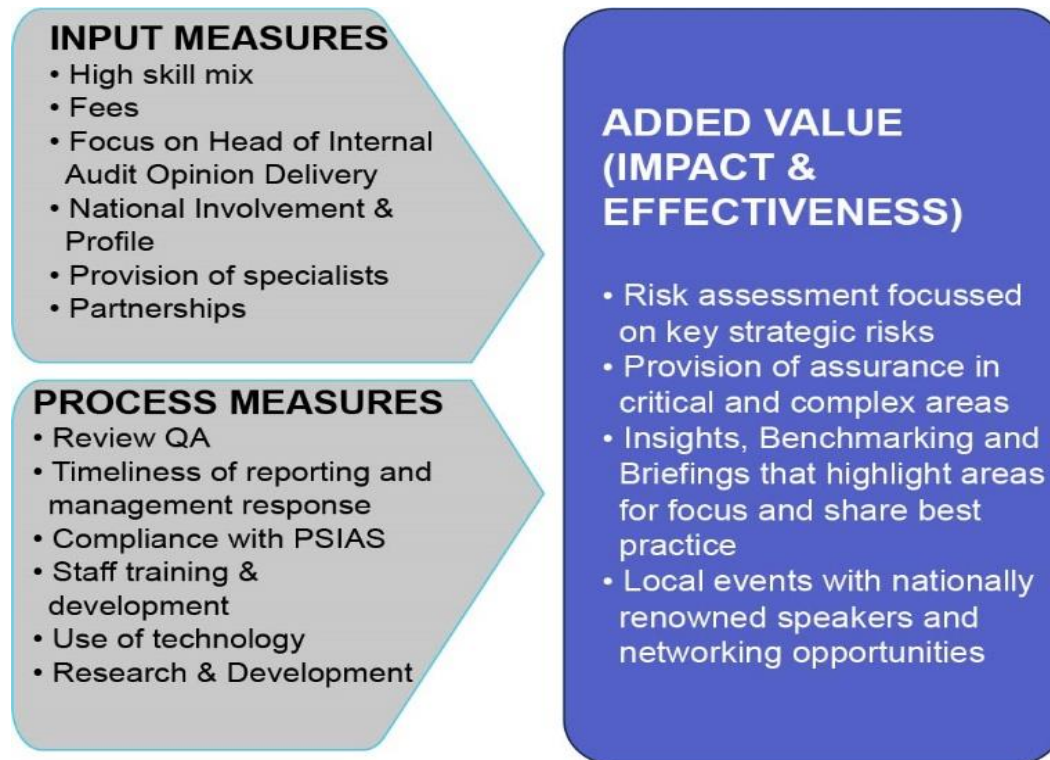 INPUT MEASURES
• High skill mix
• Fees
• Focus on Head of Internal
Audit Opinion Delivery
• National Involvement &
Profile
• Provision of specialists
• Partnerships
PROCESS MEASURES
• Review QA
• Timeliness of reporting and
management response
• Compliance with PSIAS
• Staff training &
development
• Use of technology
• Research & Development
ADDED VALUE
(IMPACT &
EFFECTIVENESS)
• Risk assessment focussed
on key strategic risks
• Provision of assurance in
critical and complex areas
• Insights, Benchmarking and
Briefings that highlight areas
for focus and share best
practice
• Local events with nationally
renowned speakers and
networking opportunities